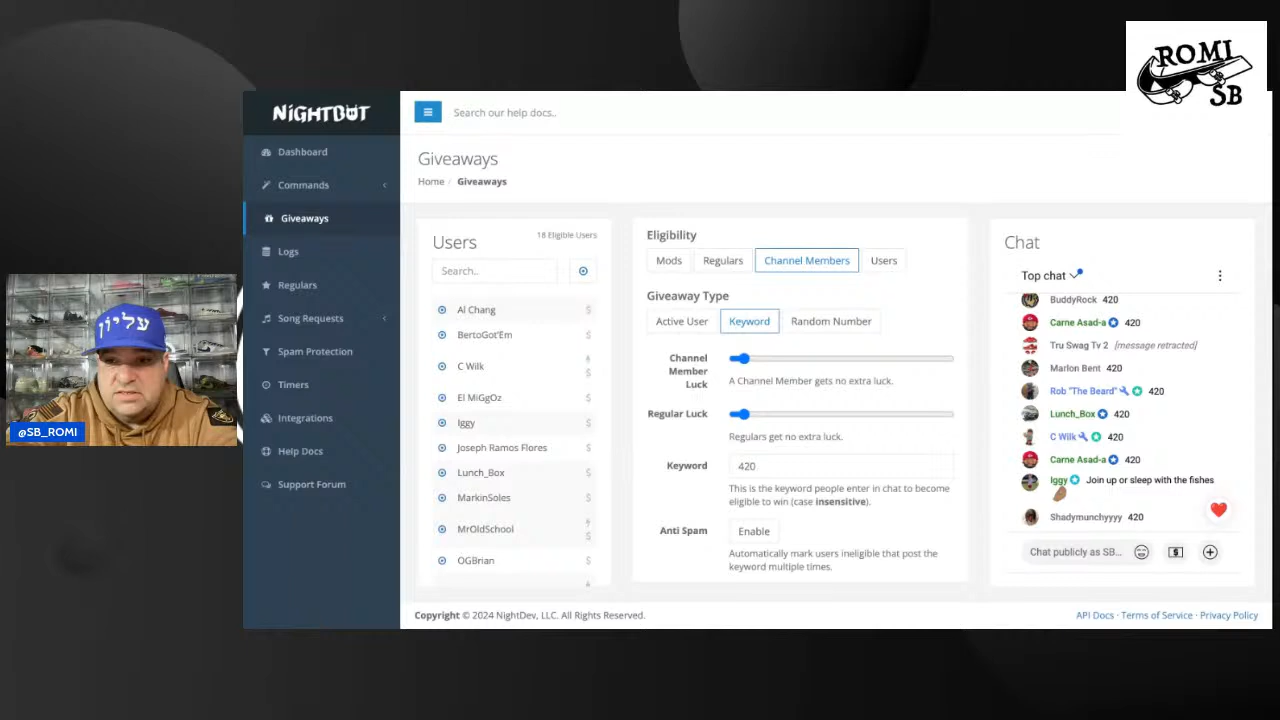 ROMI
SB
NIGHTBOT
Search our help docs..
Dashboard
Commands
Giveaways
Logs
Regulars
Song Requests
Spam Protection
Timers
Integrations
Help Docs
Support Forum
Giveaways
Home / Giveaways
Users
18 Eligible Users
Search..
Al Chang $
BertoGot'Em $
C Wilk $
El MiGgOz $
Iggy $
Joseph Ramos Flores $
Lunch_Box $
MarkinSoles $
MrOldSchool $
OGBrian $
Eligibility
Mods Regulars Channel Members Users
Giveaway Type
Active User Keyword Random Number
Channel Member Luck
A Channel Member gets no extra luck.
Regular Luck
Regulars get no extra luck.
Keyword 420
This is the keyword people enter in chat to become
eligible to win (case insensitive).
Anti Spam Enable
Automatically mark users ineligible that post the
keyword multiple times.
Chat
Top chat
BuddyRock 420
Carne Asad-a 420
Tru Swag Tv 2 [message retracted]
Marlon Bent 420
Rob "The Beard" 420
Lunch_Box 420
C Wilk 420
Carne Asad-a 420
Iggy Join up or sleep with the fishes
Shadymunchyyyy 420
Chat publicly as SB...
עליון
@SB_ROMI
Copyright © 2024 NightDev, LLC. All Rights Reserved.
API Docs · Terms of Service · Privacy Policy